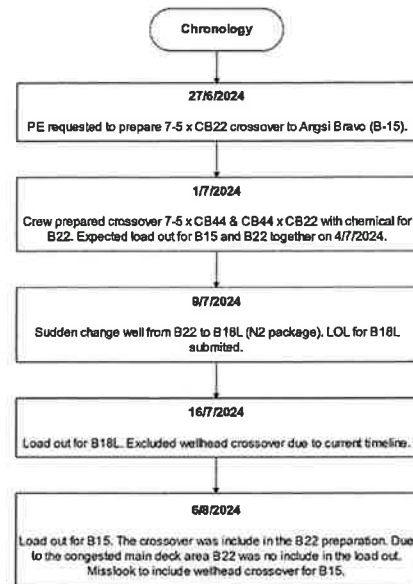 Chronology
27/6/2024
PE requested to prepare 7-5 x CB22 crossover to Angsi Bravo (B-15).
1/7/2024
Crew prepared crossover 7-5 x CB44 & CB44 x CB22 with chemical for
B22. Expected load out for B15 and B22 together on 4/7/2024.
9/7/2024
Sudden change well from B22 to B18L (N2 package). LOL for B18L
submited.
16/7/2024
Load out for B18L. Excluded wellhead crossover due to current timeline.
6/8/2024
Load out for B15. The crossover was include in the B22 preparation. Due
to the congested main deck area B22 was no include in the load out.
Misslook to include wellhead crossover for B15.